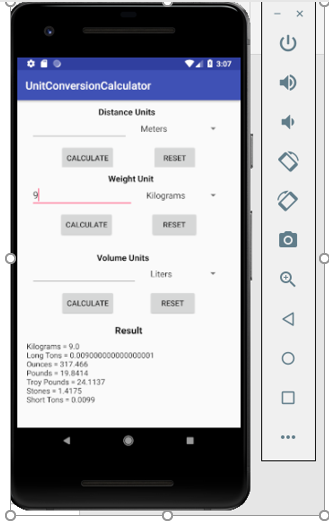 3:07
UnitConversionCalculator
Distance Units
Meters
CALCULATE RESET
Weight Unit
9 Kilograms
CALCULATE RESET
Volume Units
Liters
CALCULATE RESET
Result
Kilograms = 9.0
Long Tons = 0.009000000000000001
Ounces = 317.466
Pounds = 19.8414
Troy Pounds = 24.1137
Stones = 1.4175
Short Tons = 0.0099